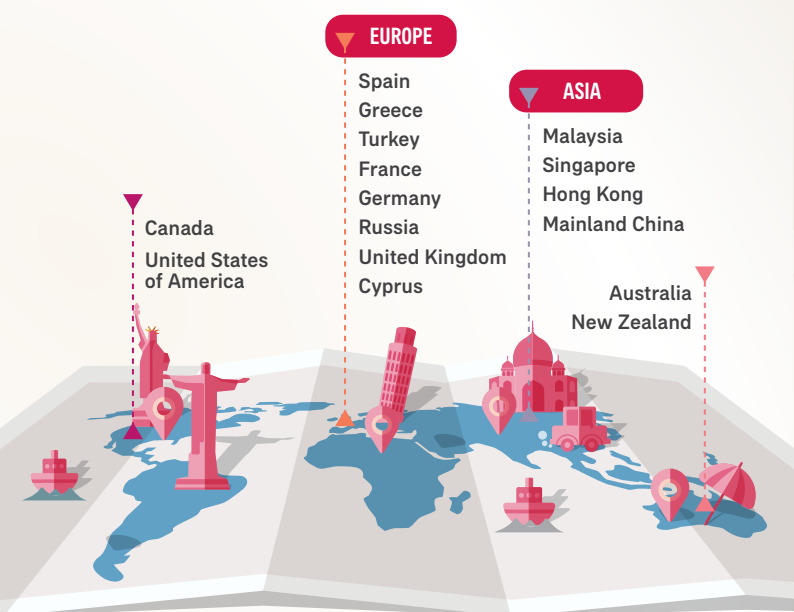 EUROPE
Spain
Greece
Turkey
France
Germany
Russia
United Kingdom
Cyprus
ASIA
Malaysia
Singapore
Hong Kong
Mainland China
Canada
United States
of America
Australia
New Zealand